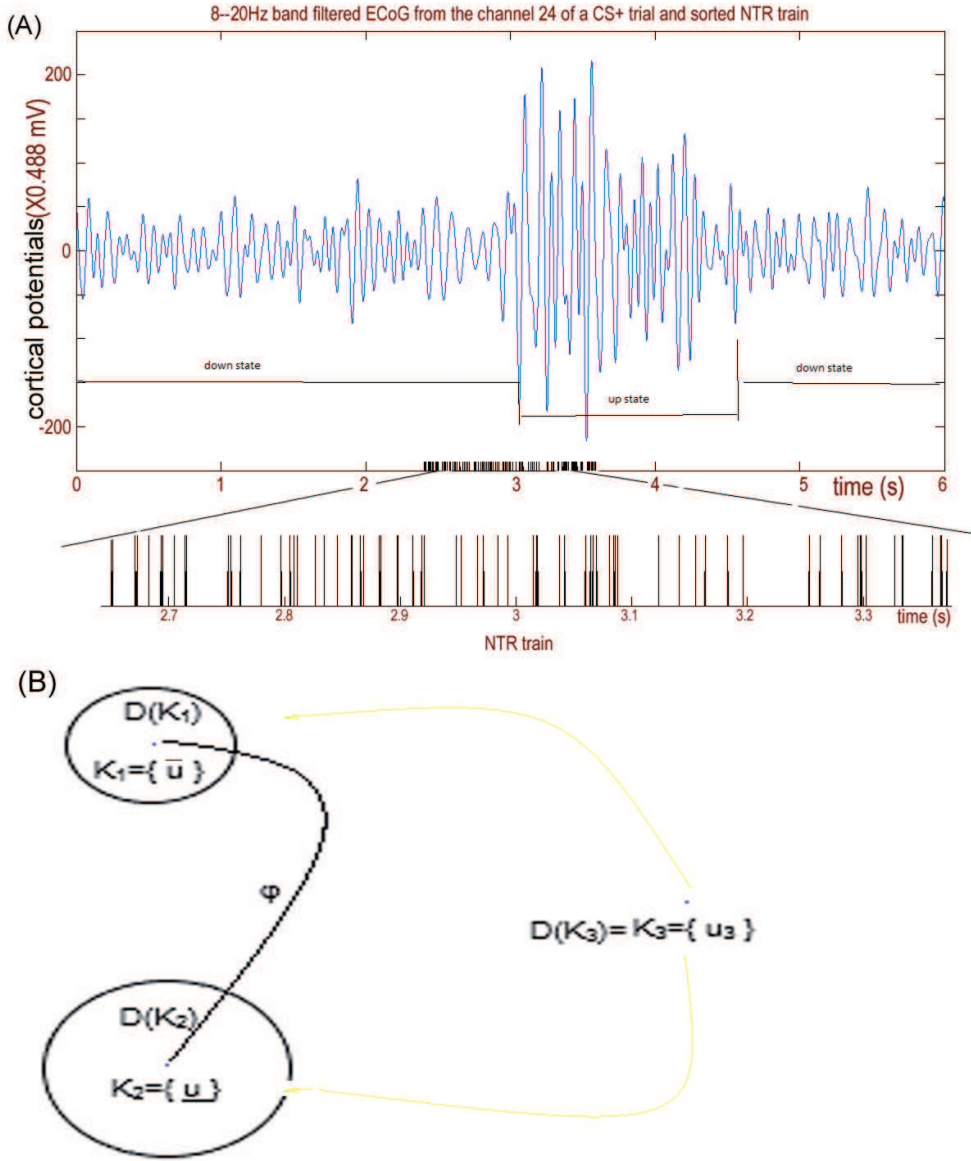 (A)
8--20Hz band filtered ECoG from the channel 24 of a CS+ trial and sorted NTR train
cortical potentials(X0.488 mV)
200
0
-200
down state
up state
down state
0 1 2 3 4 5 6
time (s)
2.7 2.8 2.9 3 3.1 3.2 3.3 time (s)
NTR train
(B)
D(K₁)
K₁={ u̅ }
φ
D(K₃)= K₃={ u₃ }
D(K₂)
K₂={ u̲ }